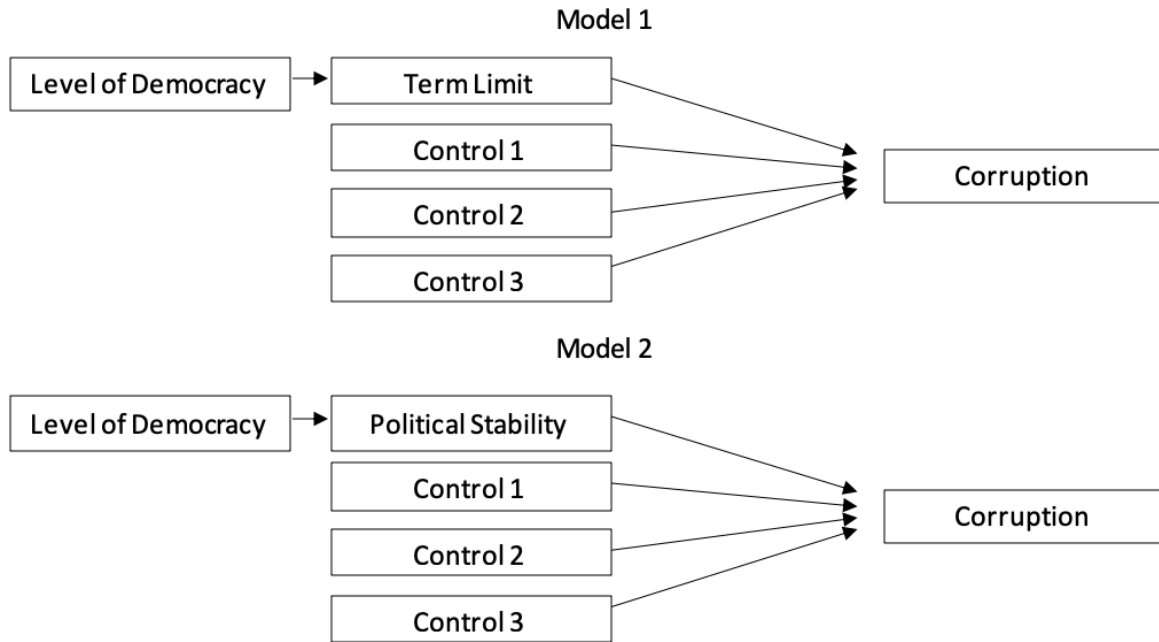 Model 1
Level of Democracy
Term Limit
Control 1
Control 2
Control 3
Corruption
Model 2
Level of Democracy
Political Stability
Control 1
Control 2
Control 3
Corruption